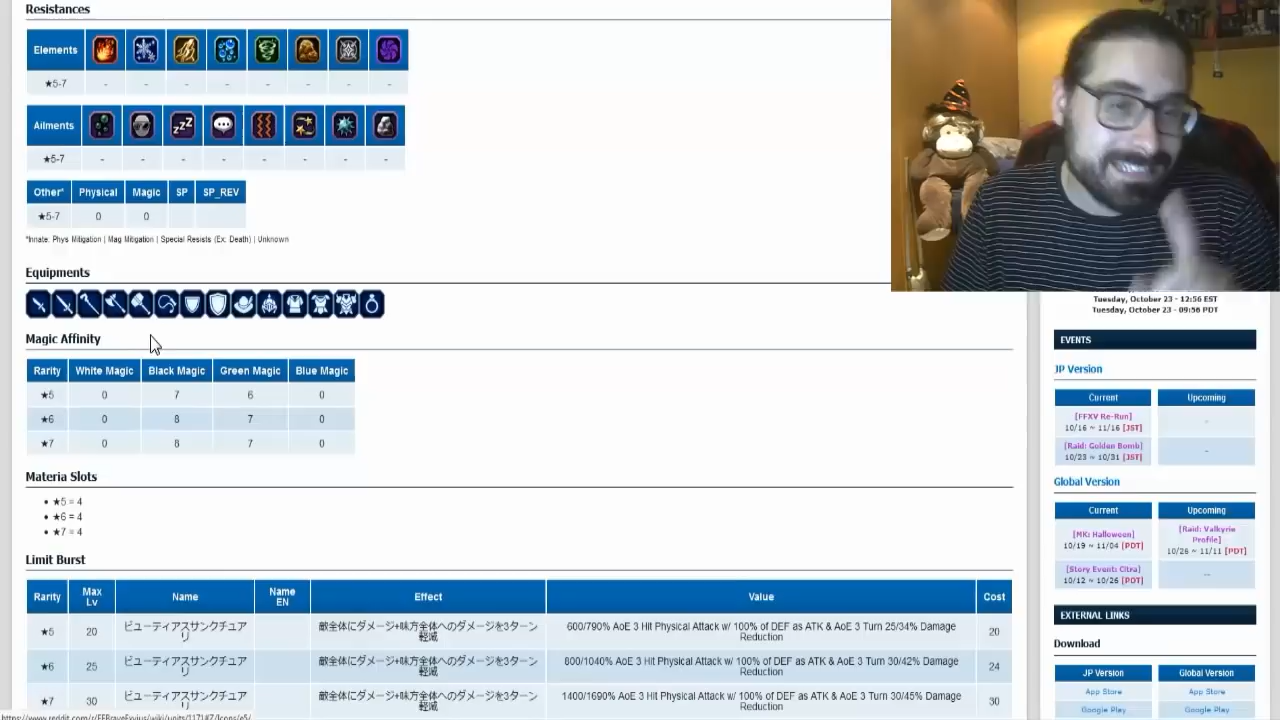 Resistances
Elements
★5-7 - - - - - - - -
Ailments
zzZ
★5-7 - - - - - - - -
Other* Physical Magic SP SP_REV
★5-7 0 0
*Innate: Phys Mitigation | Mag Mitigation | Special Resists (Ex: Death) | Unknown
Equipments
Magic Affinity
Rarity White Magic Black Magic Green Magic Blue Magic
★5 0 7 6 0
★6 0 8 7 0
★7 0 8 7 0
Materia Slots
• ★5 = 4
• ★6 = 4
• ★7 = 4
Limit Burst
Rarity Max Lv Name Name EN Effect Value Cost
★5 20 ビューティアスサンクチュアリ 敵全体にダメージ+味方全体へのダメージを3ターン軽減 600/790% AoE 3 Hit Physical Attack w/ 100% of DEF as ATK & AoE 3 Turn 25/34% Damage Reduction 20
★6 25 ビューティアスサンクチュアリ 敵全体にダメージ+味方全体へのダメージを3ターン軽減 800/1040% AoE 3 Hit Physical Attack w/ 100% of DEF as ATK & AoE 3 Turn 30/42% Damage Reduction 24
★7 30 ビューティアスサンクチュアリ 敵全体にダメージ+味方全体へのダメージを3ターン軽減 1400/1690% AoE 3 Hit Physical Attack w/ 100% of DEF as ATK & AoE 3 Turn 30/45% Damage Reduction 30
Tuesday, October 23 - 12:56 EST
Tuesday, October 23 - 09:56 PDT
EVENTS
JP Version
Current Upcoming
[FFXV Re-Run] -
10/16 ~ 11/16 [JST]
[Raid: Golden Bomb] -
10/23 ~ 10/31 [JST]
Global Version
Current Upcoming
[MK: Halloween]
10/19 ~ 11/04 [PDT]
[Raid: Valkyrie
Profile]
10/26 ~ 11/11 [PDT]
[Story Event: Citra] --
10/12 ~ 10/26 [PDT]
EXTERNAL LINKS
Download
JP Version Global Version
App Store App Store
Google Play Google Play